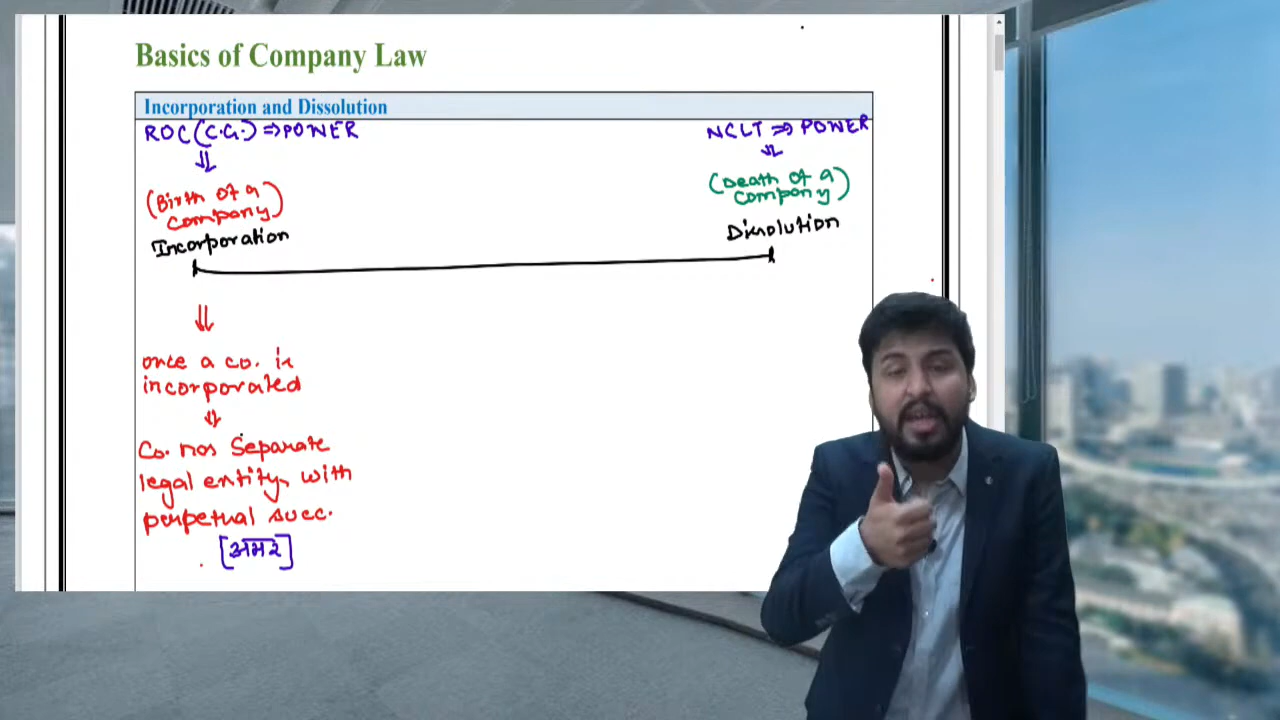 Basics of Company Law
Incorporation and Dissolution
ROC (C.G.) ⇒ POWER
(Birth of a
company)
Incorporation
NCLT ⇒ POWER
(Death of a
company)
Dissolution
once a co. is
incorporated
Co. has Separate
legal entity with
perpetual succ.
[अमर]